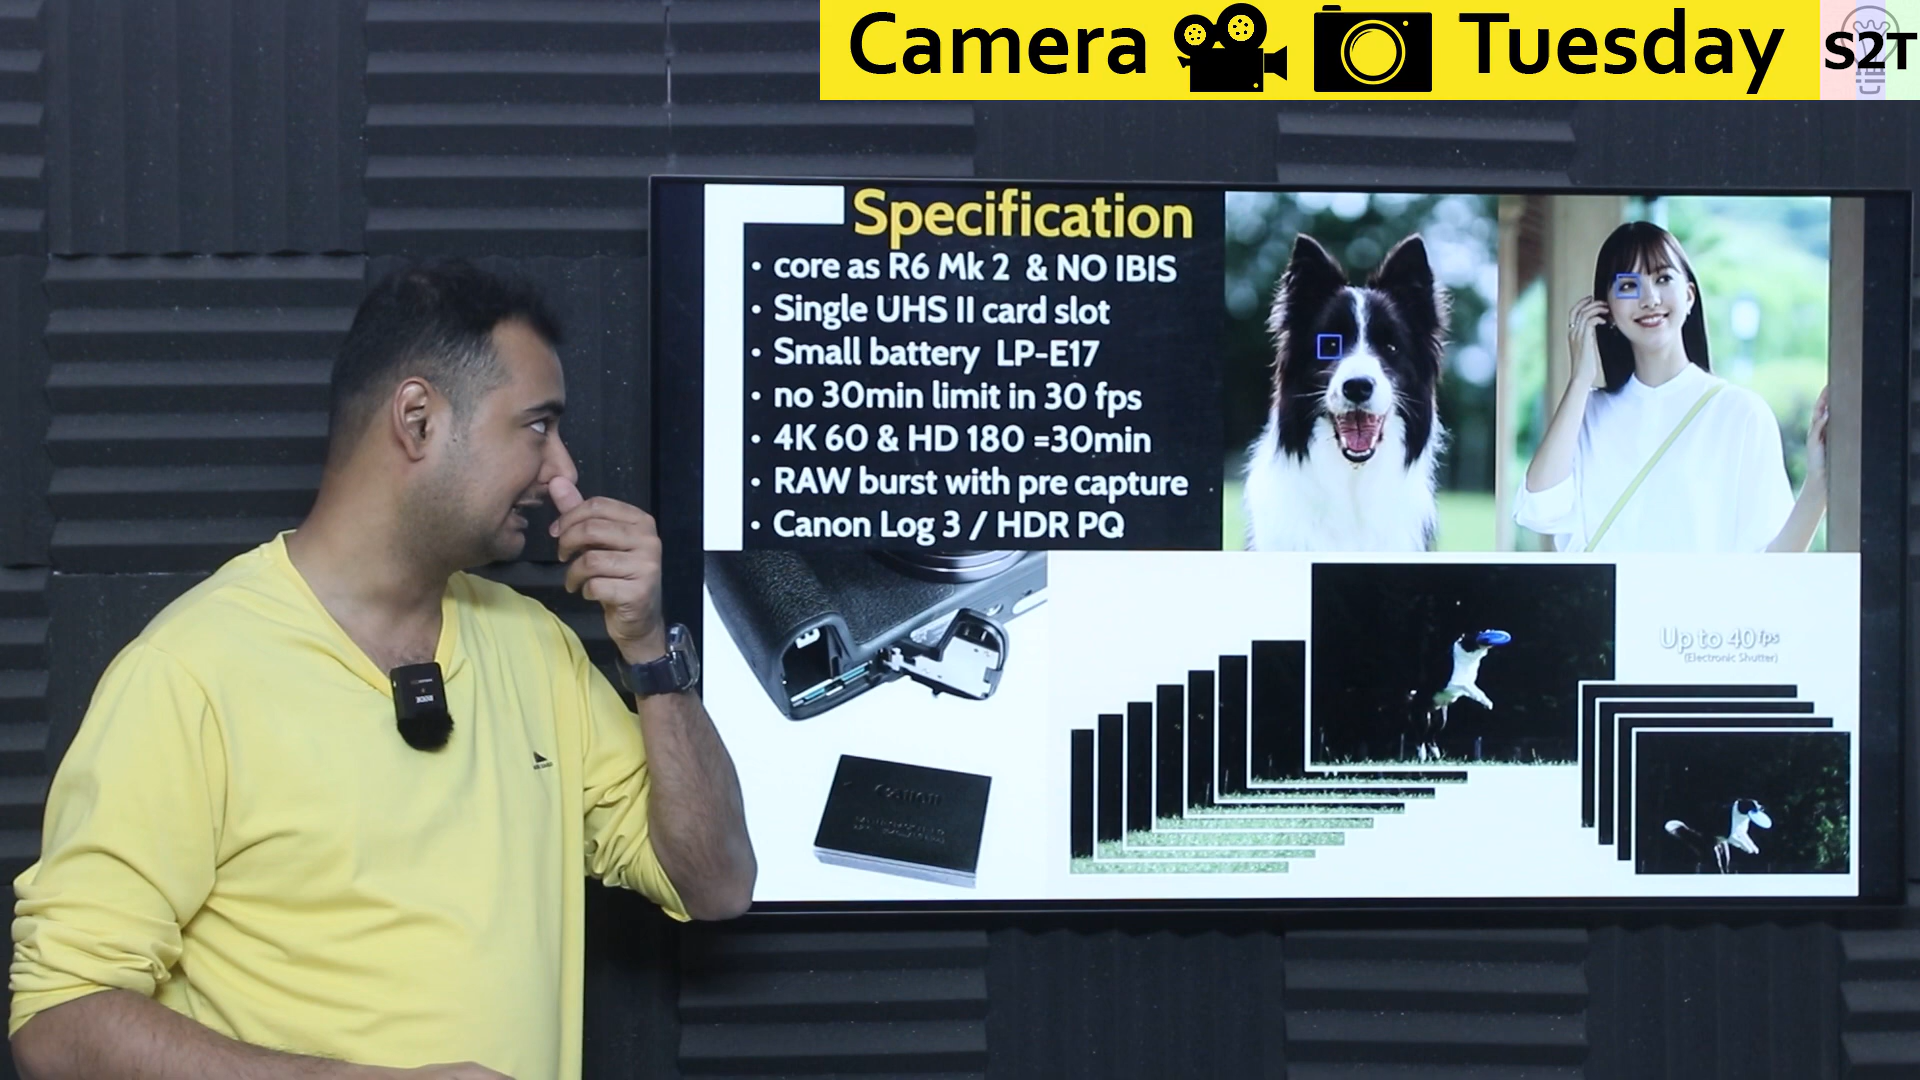 Camera Tuesday
S2T
Specification
• core as R6 Mk 2 & NO IBIS
• Single UHS II card slot
• Small battery LP-E17
• no 30min limit in 30 fps
• 4K 60 & HD 180 =30min
• RAW burst with pre capture
• Canon Log 3 / HDR PQ
Up to 40 fps
(Electronic Shutter)
Canon
RODE